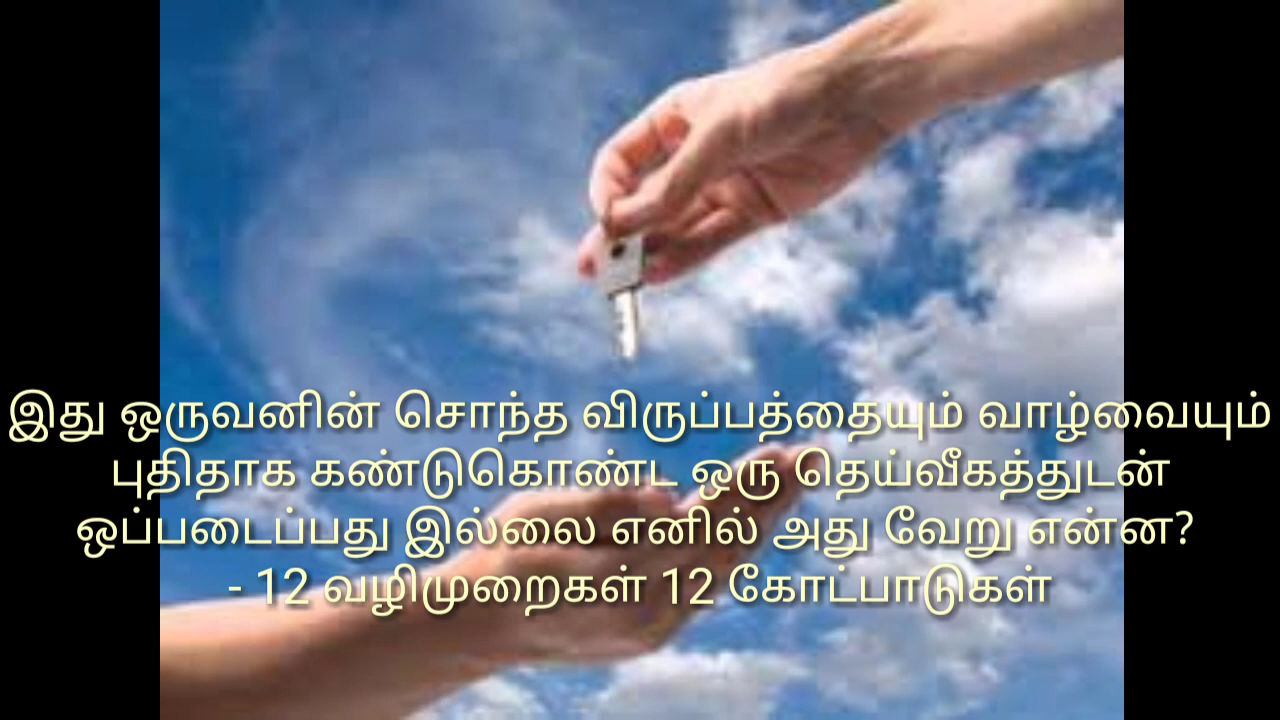 இது ஒருவனின் சொந்த விருப்பத்தையும் வாழ்வையும்
புதிதாக கண்டுகொண்ட ஒரு தெய்வீகத்துடன்
ஒப்படைப்பது இல்லை எனில் அது வேறு என்ன?
- 12 வழிமுறைகள் 12 கோட்பாடுகள்